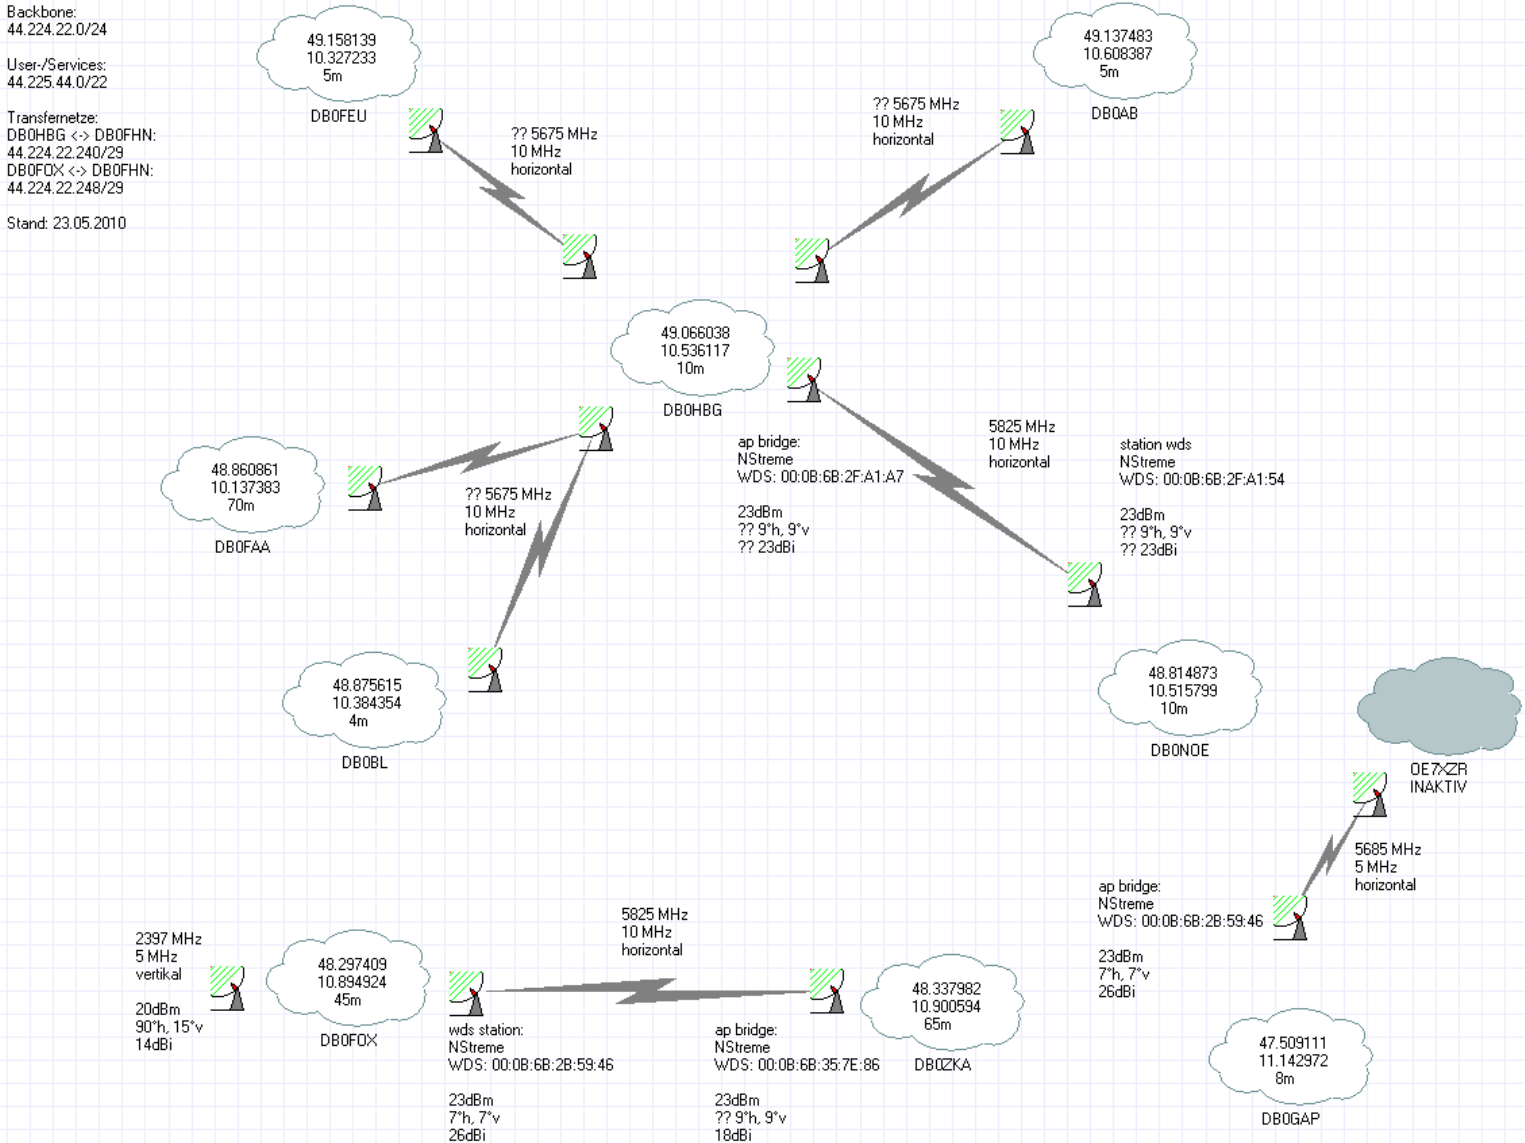 Backbone:
44.224.22.0/24
User-/Services:
44.225.44.0/22
Transfernetze:
DB0HBG <-> DB0FHN:
44.224.22.240/29
DB0FOX <-> DB0FHN:
44.224.22.248/29
Stand: 23.05.2010
49.158139
10.327233
5m
DB0FEU
?? 5675 MHz
10 MHz
horizontal
49.137483
10.608387
5m
DB0AB
?? 5675 MHz
10 MHz
horizontal
49.066038
10.536117
10m
DB0HBG
48.860861
10.137383
70m
DB0FAA
?? 5675 MHz
10 MHz
horizontal
ap bridge:
NStreme
WDS: 00:0B:6B:2F:A1:A7
23dBm
?? 9°h, 9°v
?? 23dBi
5825 MHz
10 MHz
horizontal
station wds
NStreme
WDS: 00:0B:6B:2F:A1:54
23dBm
?? 9°h, 9°v
?? 23dBi
48.875615
10.384354
4m
DB0BL
48.814873
10.515799
10m
DB0NOE
OE7XZR
INAKTIV
5685 MHz
5 MHz
horizontal
ap bridge:
NStreme
WDS: 00:0B:6B:2B:59:46
23dBm
7°h, 7°v
26dBi
47.509111
11.142972
8m
DB0GAP
2397 MHz
5 MHz
vertikal
20dBm
90°h, 15°v
14dBi
48.297409
10.894924
45m
DB0FOX
5825 MHz
10 MHz
horizontal
wds station:
NStreme
WDS: 00:0B:6B:2B:59:46
23dBm
7°h, 7°v
26dBi
ap bridge:
NStreme
WDS: 00:0B:6B:35:7E:86
23dBm
?? 9°h, 9°v
18dBi
48.337982
10.900594
65m
DB0ZKA